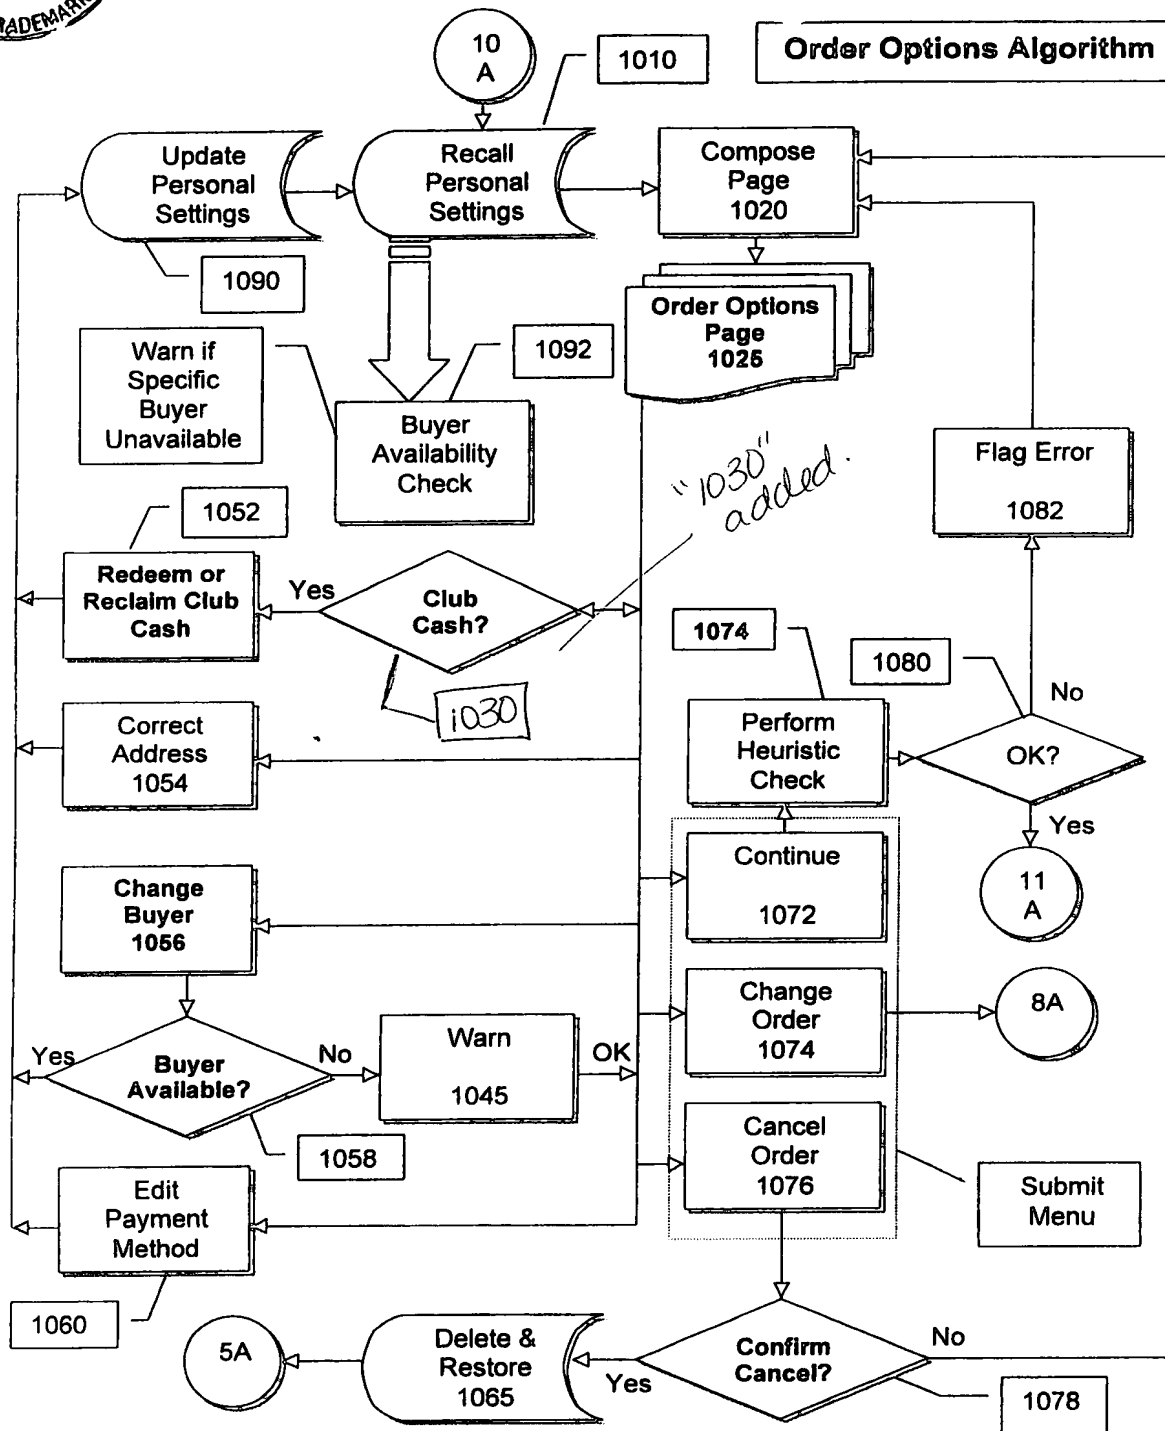 RADEMARK
10
A
1010
Order Options Algorithm
Update
Personal
Settings
Recall
Personal
Settings
Compose
Page
1020
1090
Order Options
Page
1025
Warn if
Specific
Buyer
Unavailable
1092
Buyer
Availability
Check
"1030"
added.
Flag Error
1082
1052
Redeem or
Reclaim Club
Cash
Yes
Club
Cash?
1030
1074
1080
No
Correct
Address
1054
Perform
Heuristic
Check
OK?
Yes
Continue
1072
11
A
Change
Buyer
1056
Change
Order
1074
8A
Yes
Buyer
Available?
No
Warn
1045
OK
1058
Cancel
Order
1076
Submit
Menu
Edit
Payment
Method
1060
5A
Delete &
Restore
1065
Yes
Confirm
Cancel?
No
1078